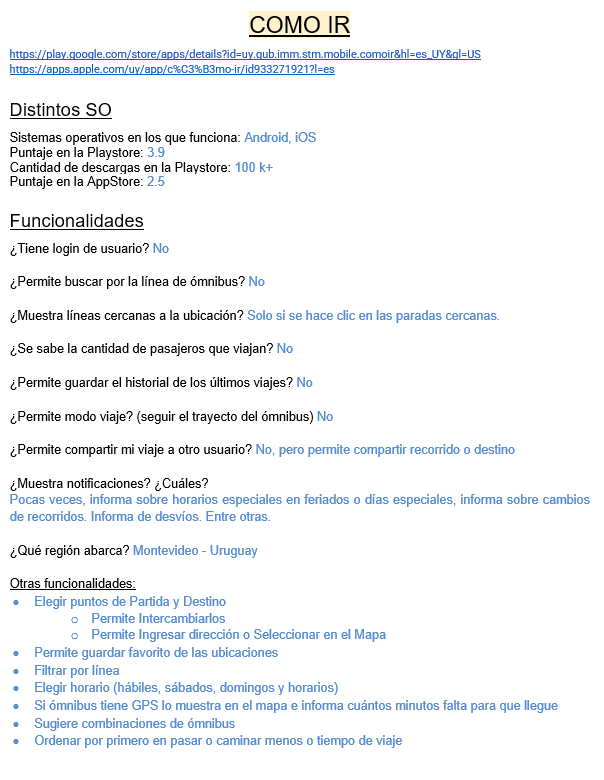 COMO IR
https://play.google.com/store/apps/details?id=uy.gub.imm.stm.mobile.comoir&hl=es_UY&gl=US
https://apps.apple.com/uy/app/c%C3%B3mo-ir/id933271921?l=es
Distintos SO
Sistemas operativos en los que funciona: Android, iOS
Puntaje en la Playstore: 3.9
Cantidad de descargas en la Playstore: 100 k+
Puntaje en la AppStore: 2.5
Funcionalidades
¿Tiene login de usuario? No
¿Permite buscar por la línea de ómnibus? No
¿Muestra líneas cercanas a la ubicación? Solo si se hace clic en las paradas cercanas.
¿Se sabe la cantidad de pasajeros que viajan? No
¿Permite guardar el historial de los últimos viajes? No
¿Permite modo viaje? (seguir el trayecto del ómnibus) No
¿Permite compartir mi viaje a otro usuario? No, pero permite compartir recorrido o destino
¿Muestra notificaciones? ¿Cuáles?
Pocas veces, informa sobre horarios especiales en feriados o días especiales, informa sobre cambios
de recorridos. Informa de desvíos. Entre otras.
¿Qué región abarca? Montevideo - Uruguay
Otras funcionalidades:
• Elegir puntos de Partida y Destino
o Permite Intercambiarlos
o Permite Ingresar dirección o Seleccionar en el Mapa
• Permite guardar favorito de las ubicaciones
• Filtrar por línea
• Elegir horario (hábiles, sábados, domingos y horarios)
• Si ómnibus tiene GPS lo muestra en el mapa e informa cuántos minutos falta para que llegue
• Sugiere combinaciones de ómnibus
• Ordenar por primero en pasar o caminar menos o tiempo de viaje